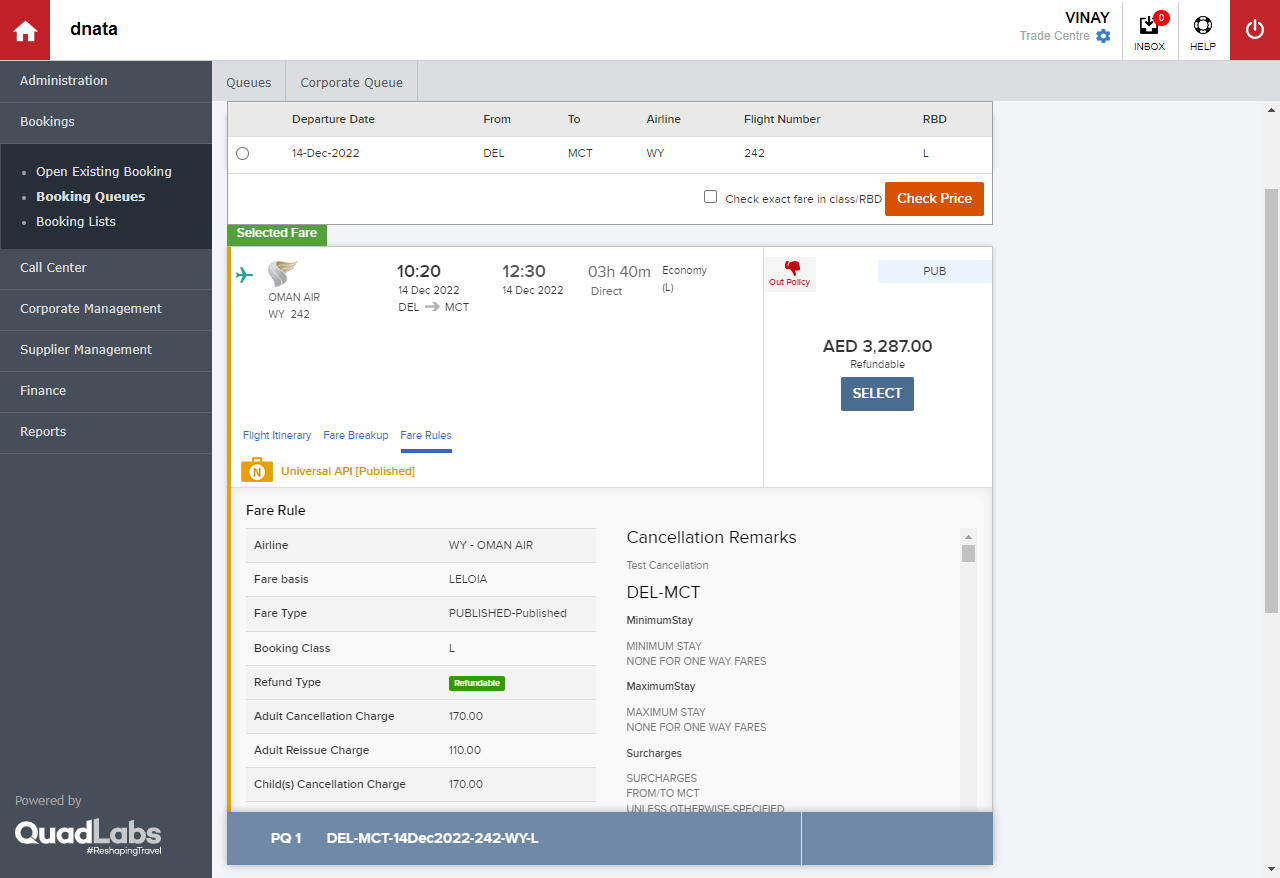 dnata
VINAY
Trade Centre
0
INBOX
HELP
Administration
Bookings
Open Existing Booking
Booking Queues
Booking Lists
Call Center
Corporate Management
Supplier Management
Finance
Reports
Powered by
QuadLabs
#ReshapingTravel
Queues
Corporate Queue
Departure Date From To Airline Flight Number RBD
14-Dec-2022 DEL MCT WY 242 L
Check exact fare in class/RBD Check Price
Selected Fare
OMAN AIR
WY 242
10:20
14 Dec 2022
DEL MCT
12:30
14 Dec 2022
03h 40m
Direct
Economy
(L)
Out Policy
PUB
AED 3,287.00
Refundable
SELECT
Flight Itinerary Fare Breakup Fare Rules
N Universal API [Published]
Fare Rule
Airline WY - OMAN AIR
Fare basis LELOIA
Fare Type PUBLISHED-Published
Booking Class L
Refund Type Refundable
Adult Cancellation Charge 170.00
Adult Reissue Charge 110.00
Child(s) Cancellation Charge 170.00
Cancellation Remarks
Test Cancellation
DEL-MCT
MinimumStay
MINIMUM STAY
NONE FOR ONE WAY FARES
MaximumStay
MAXIMUM STAY
NONE FOR ONE WAY FARES
Surcharges
SURCHARGES
FROM/TO MCT
UNLESS OTHERWISE SPECIFIED
PQ 1 DEL-MCT-14Dec2022-242-WY-L